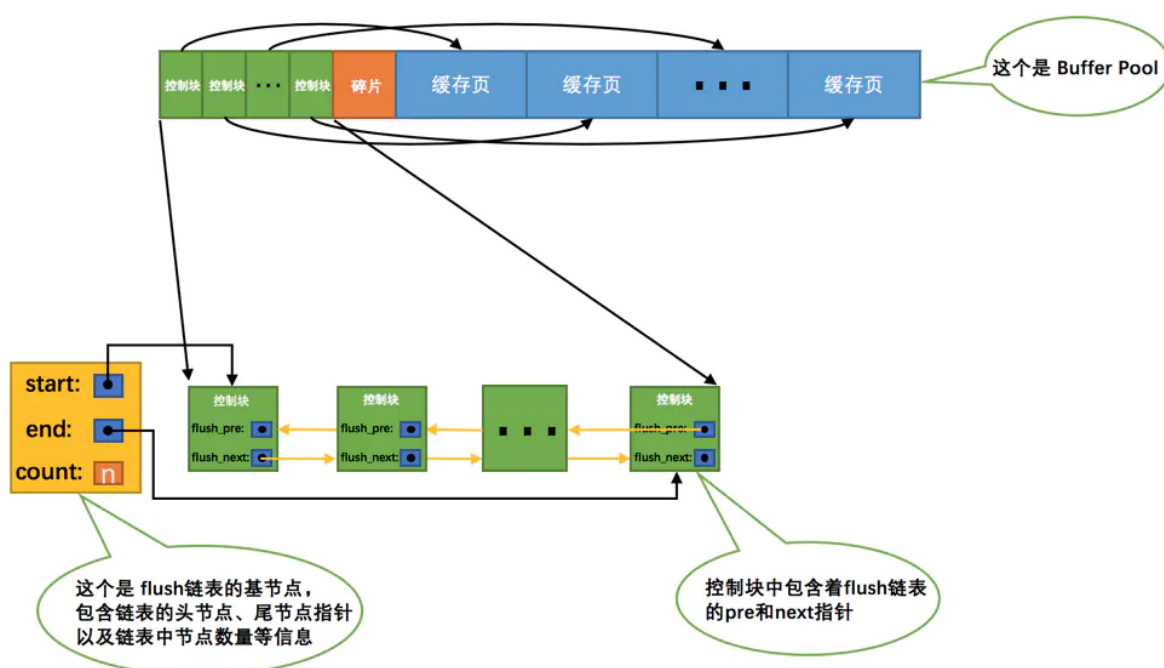 控制块 控制块 ··· 控制块 碎片 缓存页 缓存页 ··· 缓存页
这个是 Buffer Pool
start:
end:
count: n
控制块
flush_pre:
flush_next:
控制块
flush_pre:
flush_next:
···
控制块
flush_pre:
flush_next:
这个是 flush链表的基节点，
包含链表的头节点、尾节点指针
以及链表中节点数量等信息
控制块中包含着flush链表
的pre和next指针